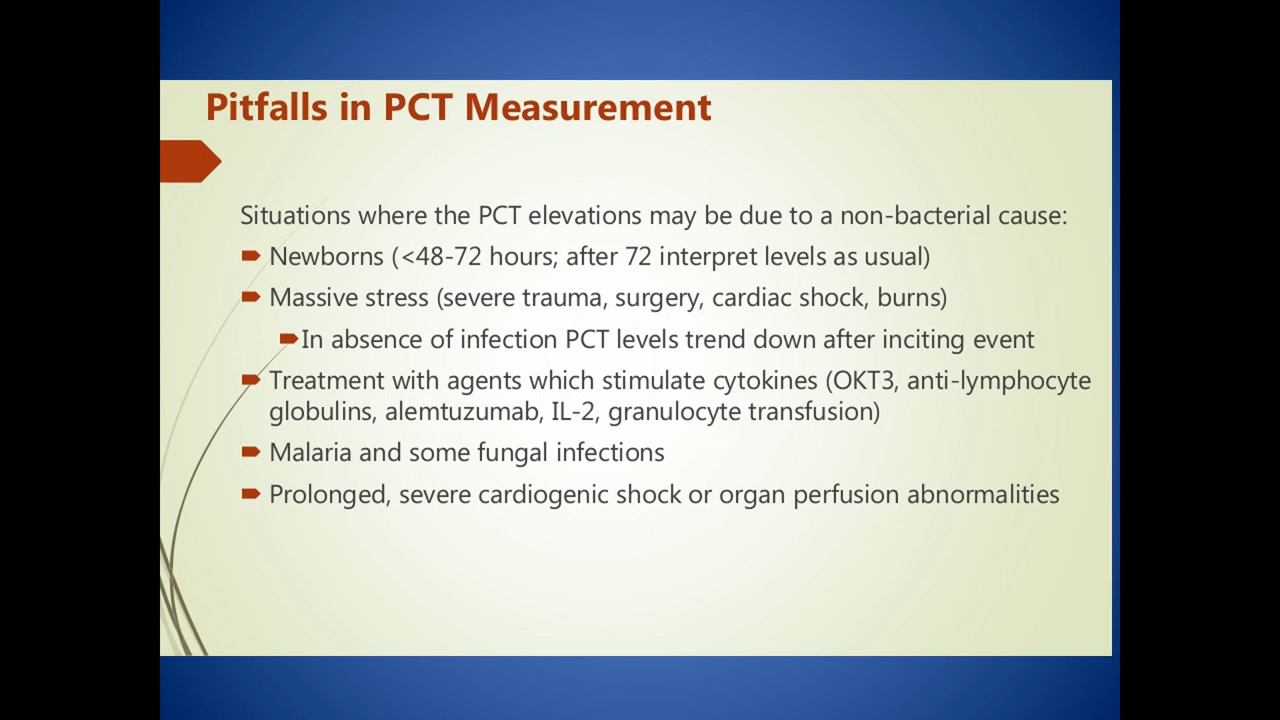 Pitfalls in PCT Measurement
Situations where the PCT elevations may be due to a non-bacterial cause:
Newborns (<48-72 hours; after 72 interpret levels as usual)
Massive stress (severe trauma, surgery, cardiac shock, burns)
In absence of infection PCT levels trend down after inciting event
Treatment with agents which stimulate cytokines (OKT3, anti-lymphocyte
globulins, alemtuzumab, IL-2, granulocyte transfusion)
Malaria and some fungal infections
Prolonged, severe cardiogenic shock or organ perfusion abnormalities